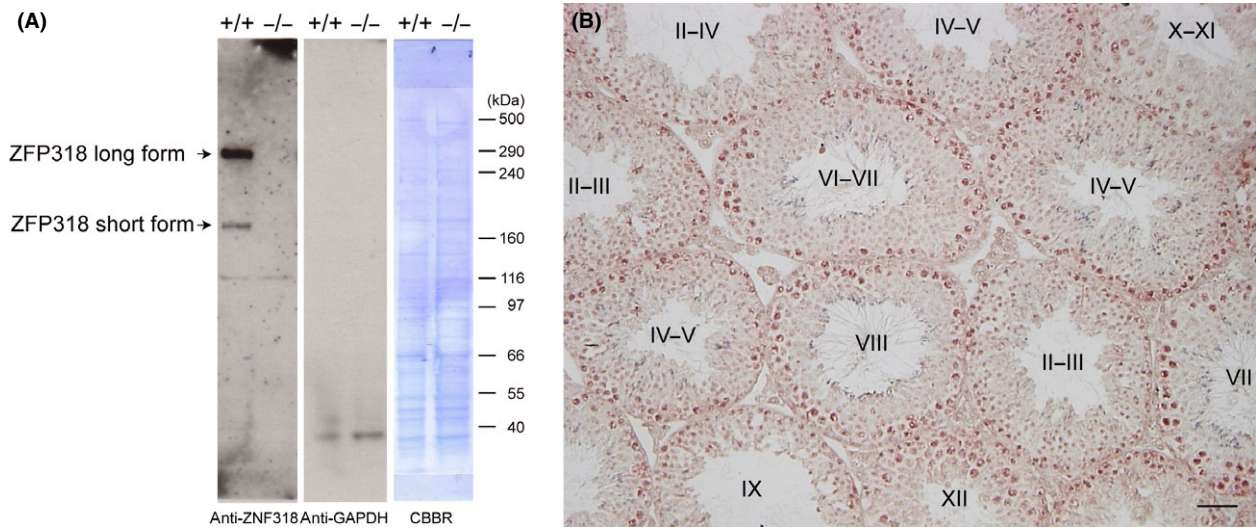 (A)
+/+ –/– +/+ –/– +/+ –/–
(kDa)
500
ZFP318 long form
290
240
ZFP318 short form
160
116
97
66
55
40
Anti-ZNF318 Anti-GAPDH CBBR
(B)
II–IV
IV–V
X–XI
II–III
VI–VII
IV–V
IV–V
VIII
II–III
VII
IX
XII